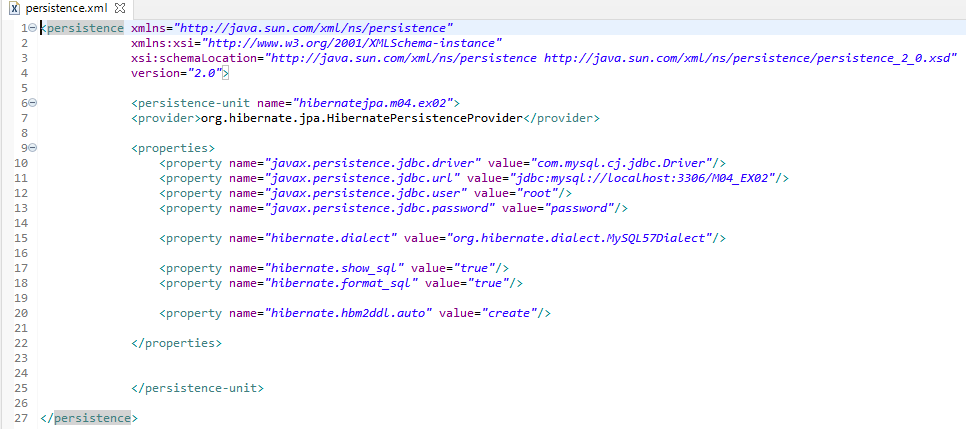 persistence.xml
1 <persistence xmlns="http://java.sun.com/xml/ns/persistence"
2 xmlns:xsi="http://www.w3.org/2001/XMLSchema-instance"
3 xsi:schemaLocation="http://java.sun.com/xml/ns/persistence http://java.sun.com/xml/ns/persistence/persistence_2_0.xsd"
4 version="2.0">
5
6 <persistence-unit name="hibernatejpa.m04.ex02">
7 <provider>org.hibernate.jpa.HibernatePersistenceProvider</provider>
8
9 <properties>
10 <property name="javax.persistence.jdbc.driver" value="com.mysql.cj.jdbc.Driver"/>
11 <property name="javax.persistence.jdbc.url" value="jdbc:mysql://localhost:3306/M04_EX02"/>
12 <property name="javax.persistence.jdbc.user" value="root"/>
13 <property name="javax.persistence.jdbc.password" value="password"/>
14
15 <property name="hibernate.dialect" value="org.hibernate.dialect.MySQL57Dialect"/>
16
17 <property name="hibernate.show_sql" value="true"/>
18 <property name="hibernate.format_sql" value="true"/>
19
20 <property name="hibernate.hbm2ddl.auto" value="create"/>
21
22 </properties>
23
24
25 </persistence-unit>
26
27 </persistence>